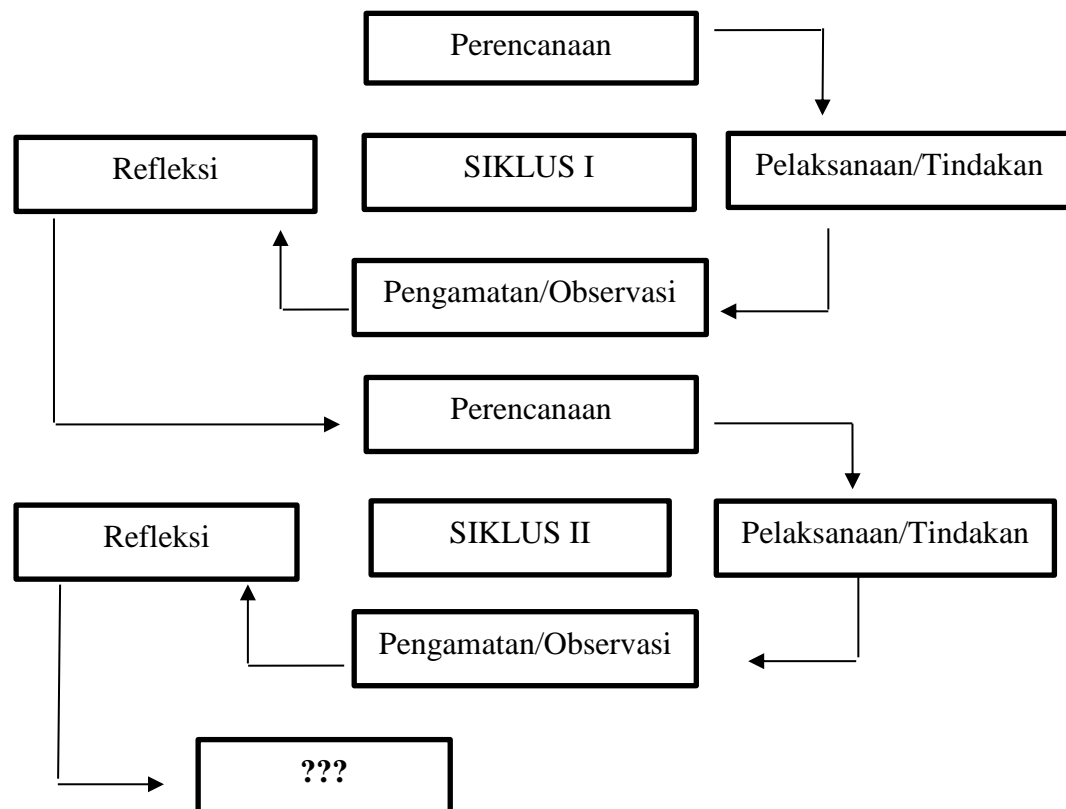 Perencanaan
Refleksi
SIKLUS I
Pelaksanaan/Tindakan
Pengamatan/Observasi
Perencanaan
Refleksi
SIKLUS II
Pelaksanaan/Tindakan
Pengamatan/Observasi
???